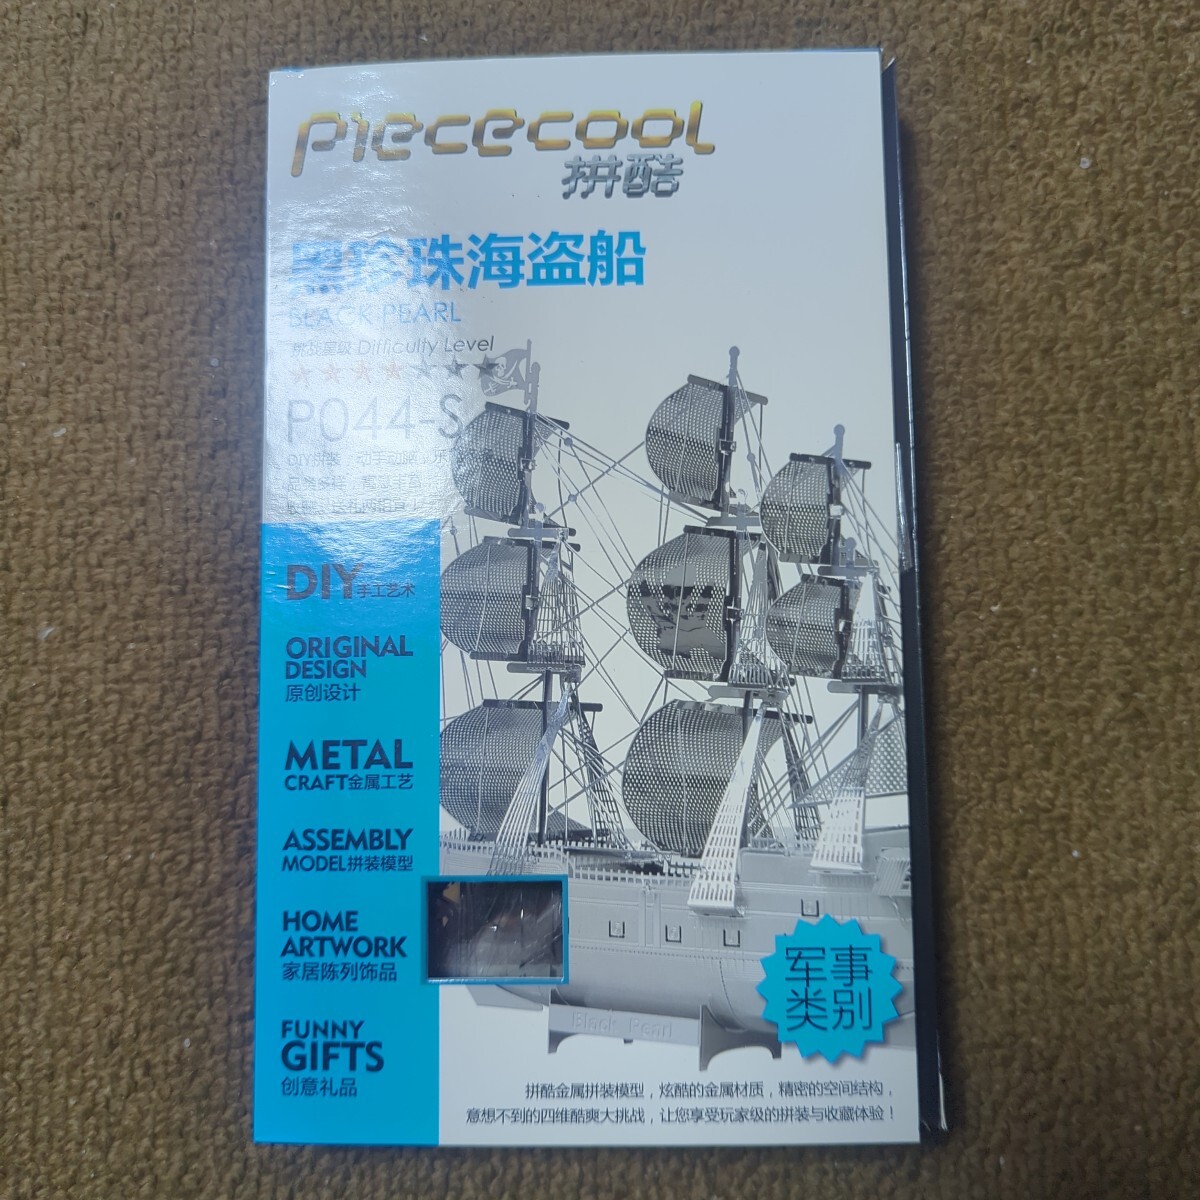 piececool
拼酷
黑珍珠海盗船
BLACK PEARL
挑战星级 Difficulty Level
P044-S
DIY拼装
DIY手工艺术
ORIGINAL
DESIGN
原创设计
METAL
CRAFT金属工艺
ASSEMBLY
MODEL拼装模型
HOME
ARTWORK
家居陈列饰品
FUNNY
GIFTS
创意礼品
Black Pearl
军事
类别
拼酷金属拼装模型，炫酷的金属材质，精密的空间结构，
意想不到的四维酷爽大挑战，让您享受玩家级的拼装与收藏体验！